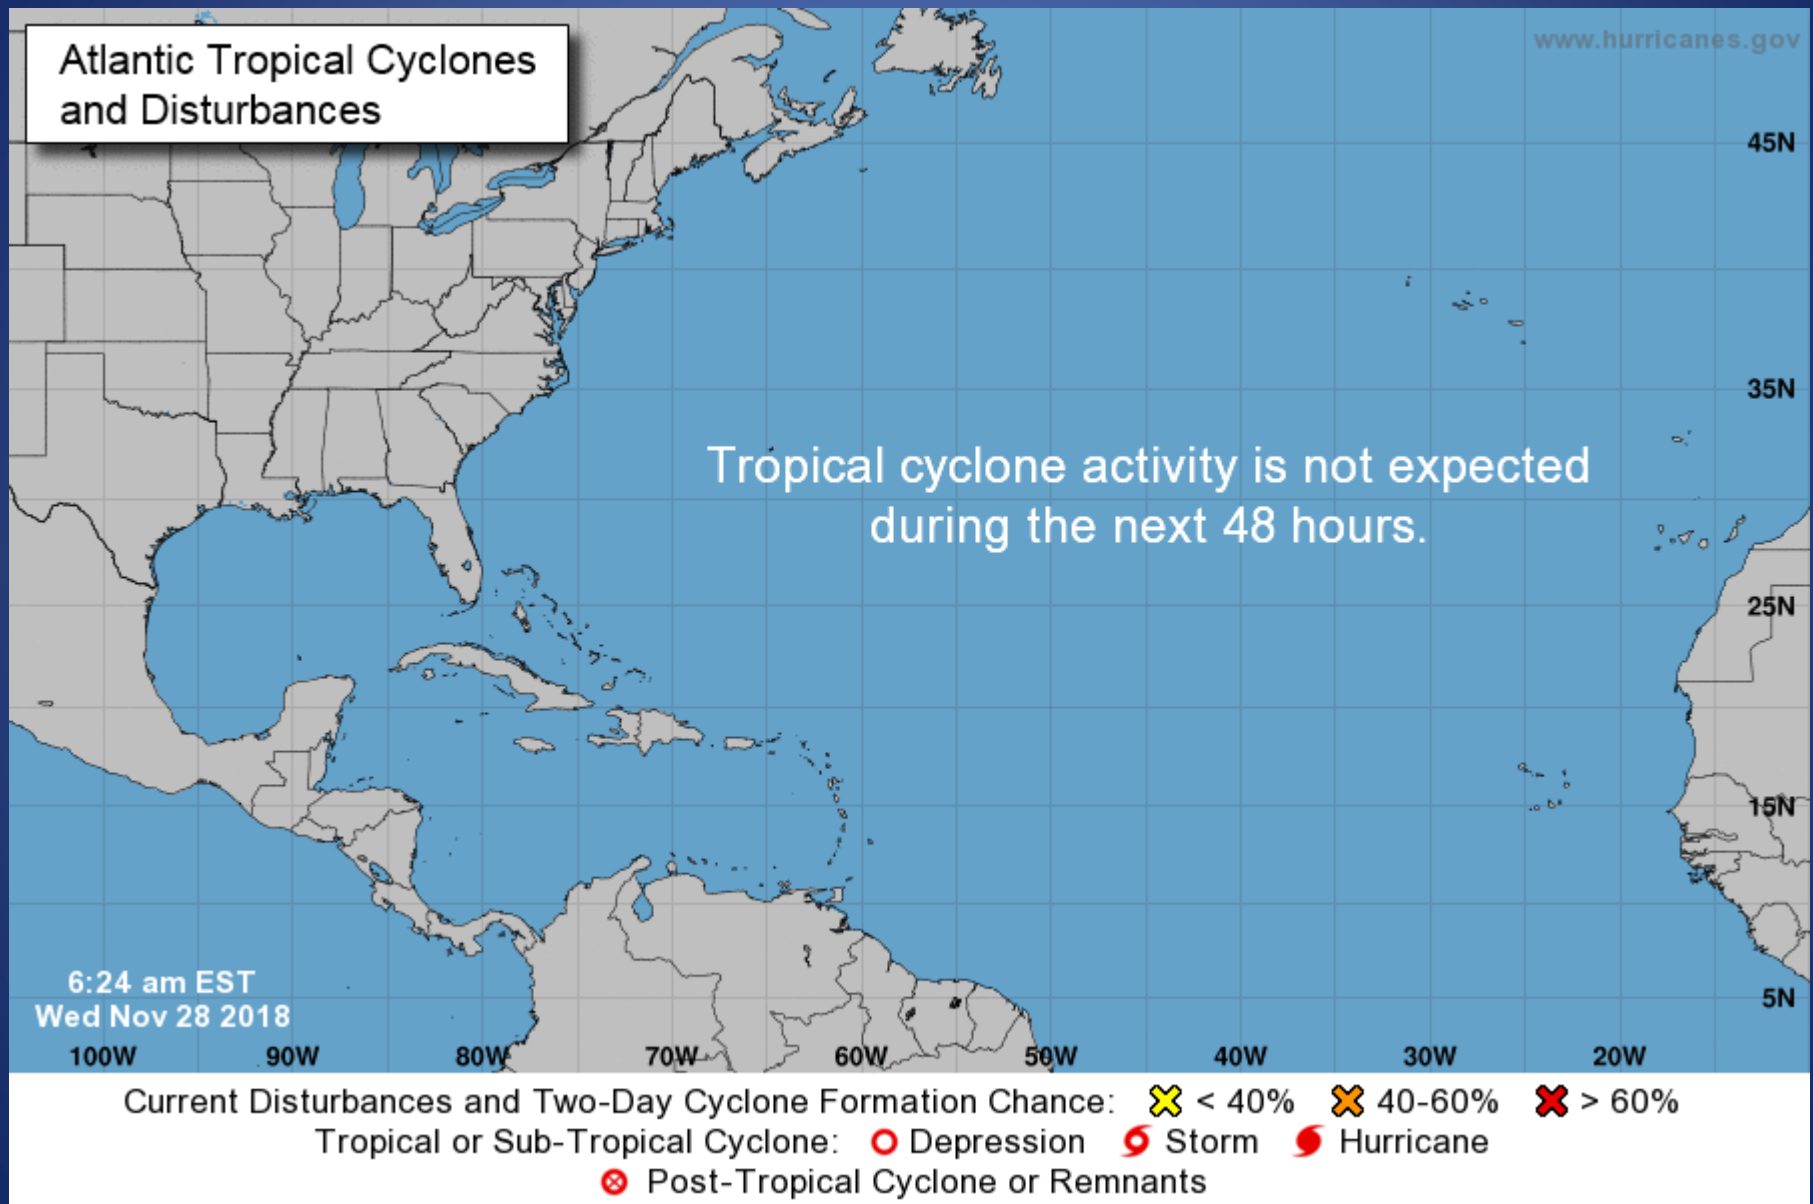 Atlantic Tropical Cyclones
and Disturbances
www.hurricanes.gov
45N
35N
Tropical cyclone activity is not expected
during the next 48 hours.
25N
15N
6:24 am EST
Wed Nov 28 2018
5N
100W 90W 80W 70W 60W 50W 40W 30W 20W
Current Disturbances and Two-Day Cyclone Formation Chance: < 40% 40-60% > 60%
Tropical or Sub-Tropical Cyclone: Depression Storm Hurricane
Post-Tropical Cyclone or Remnants